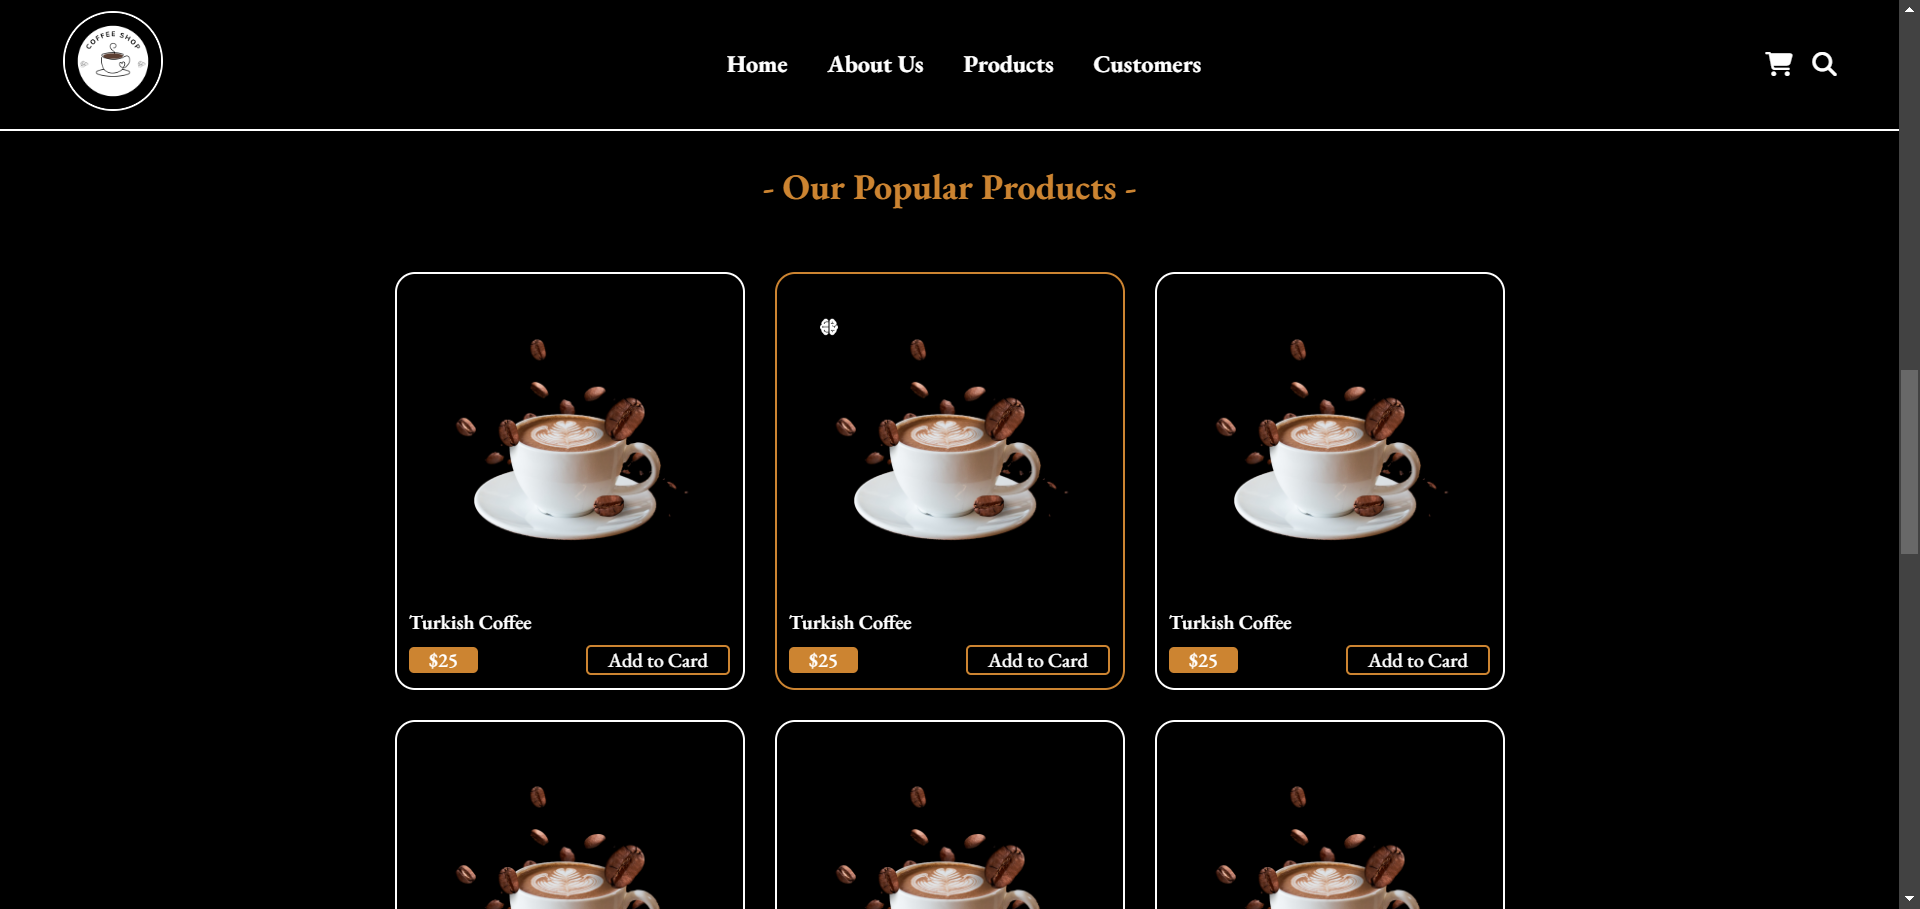 COFFEE SHOP
Home About Us Products Customers
- Our Popular Products -
Turkish Coffee Turkish Coffee Turkish Coffee
$25 Add to Card $25 Add to Card $25 Add to Card